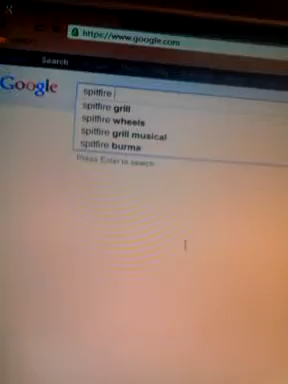 https://www.google.com
Search
Google
spitfire
spitfire grill
spitfire wheels
spitfire grill musical
spitfire burma
Press Enter to search.